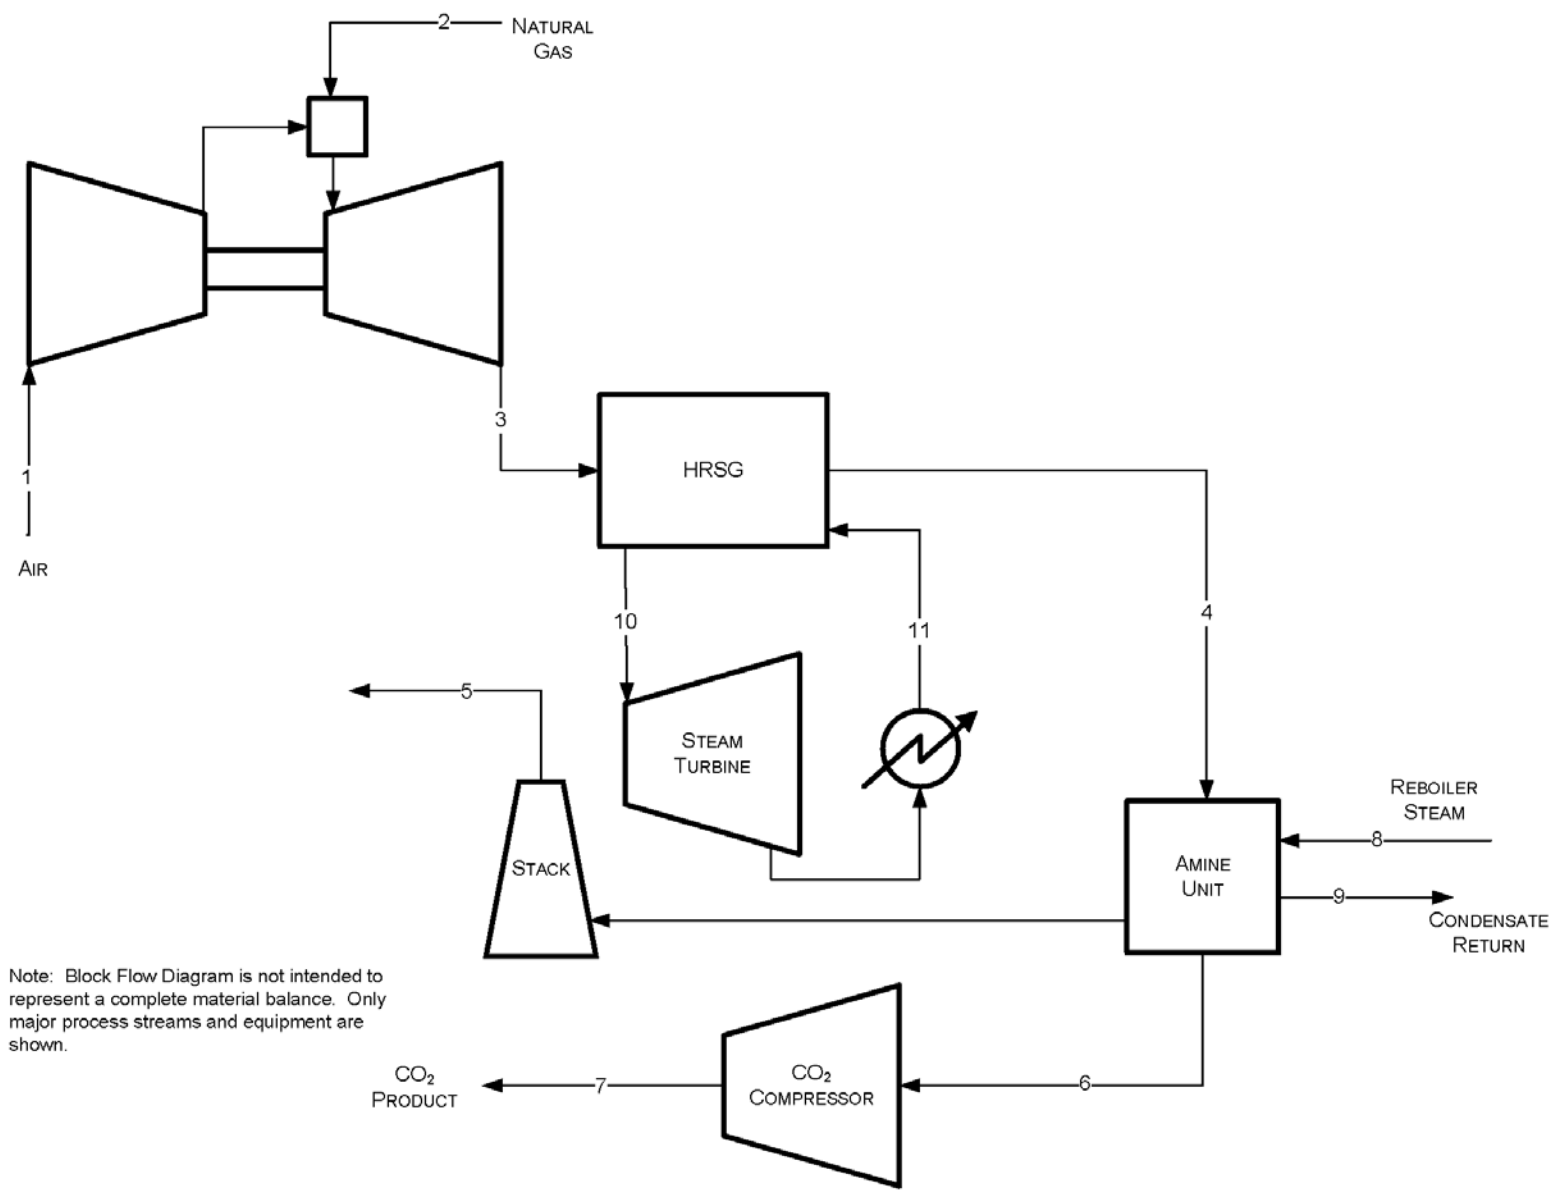 2
NATURAL
GAS
3
HRSG
1
AIR
10
11
4
5
STEAM
TURBINE
REBOILER
STEAM
8
STACK
AMINE
UNIT
9
CONDENSATE
RETURN
Note: Block Flow Diagram is not intended to
represent a complete material balance. Only
major process streams and equipment are
shown.
CO₂
PRODUCT
7
CO₂
COMPRESSOR
6